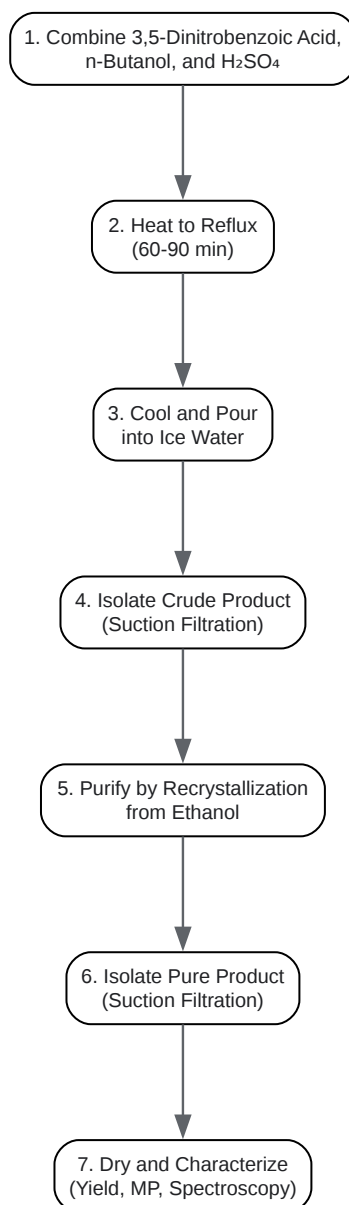 1. Combine 3,5-Dinitrobenzoic Acid,
n-Butanol, and H₂SO₄
2. Heat to Reflux
(60-90 min)
3. Cool and Pour
into Ice Water
4. Isolate Crude Product
(Suction Filtration)
5. Purify by Recrystallization
from Ethanol
6. Isolate Pure Product
(Suction Filtration)
7. Dry and Characterize
(Yield, MP, Spectroscopy)